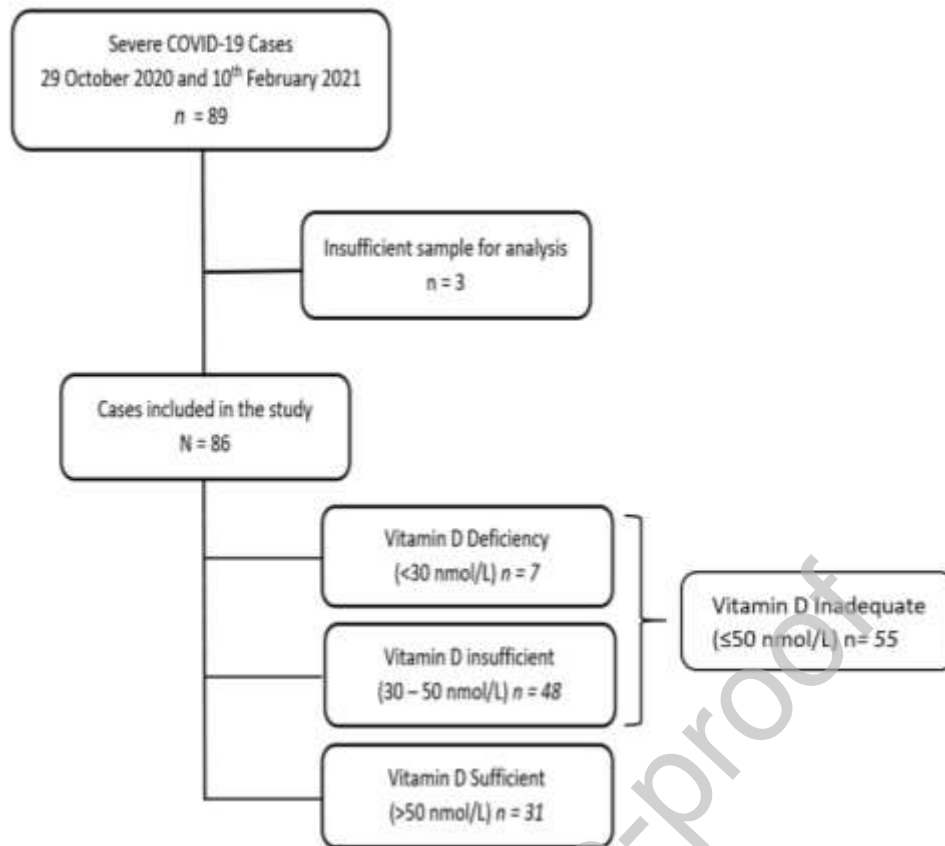 Severe COVID-19 Cases
29 October 2020 and 10th February 2021
n = 89
Insufficient sample for analysis
n = 3
Cases included in the study
N = 86
Vitamin D Deficiency
(<30 nmol/L) n = 7
Vitamin D Inadequate
(≤50 nmol/L) n= 55
Vitamin D insufficient
(30 – 50 nmol/L) n = 48
Vitamin D Sufficient
(>50 nmol/L) n = 31
-proof